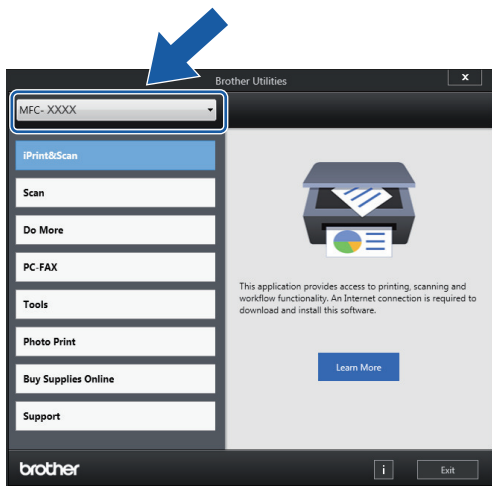 Brother Utilities
x
MFC- XXXX
iPrint&Scan
Scan
Do More
PC-FAX
Tools
Photo Print
Buy Supplies Online
Support
This application provides access to printing, scanning and
workflow functionality. An Internet connection is required to
download and install this software.
Learn More
brother
i
Exit